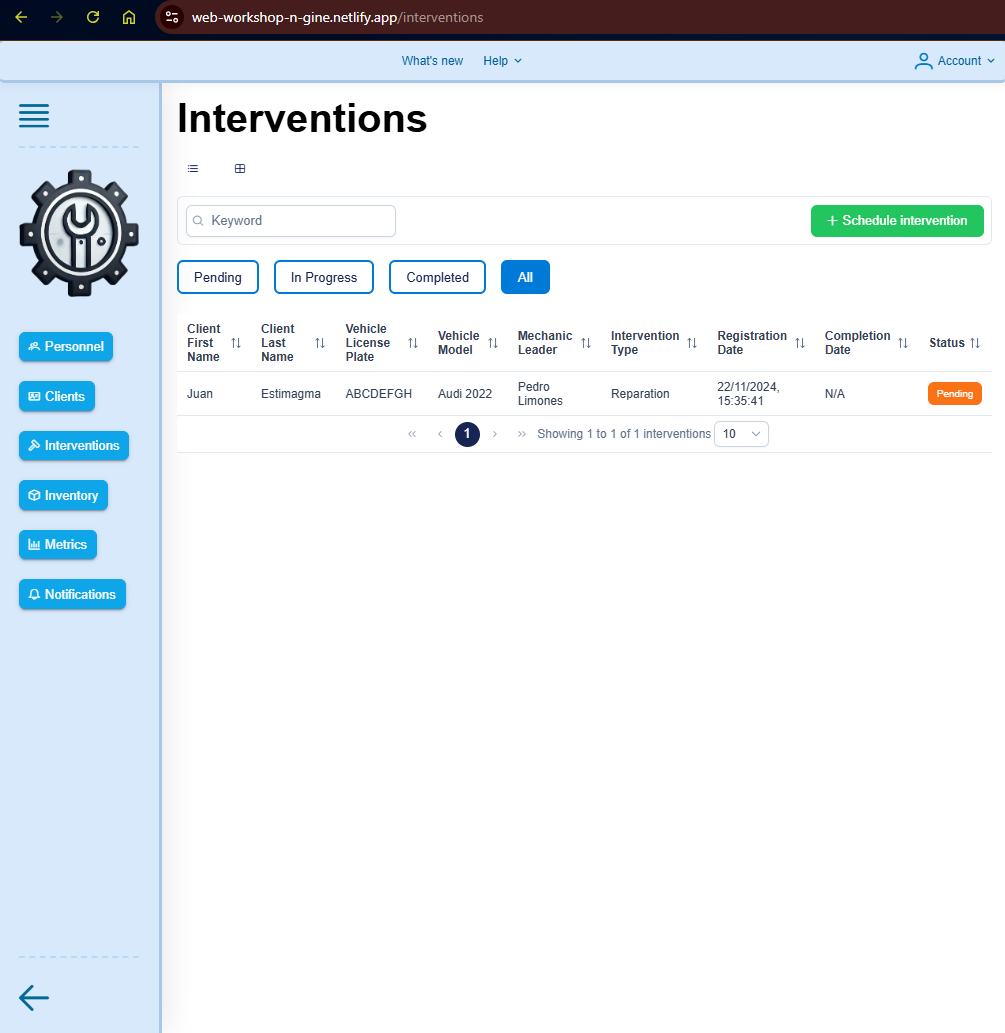 web-workshop-n-gine.netlify.app/interventions
What's new Help Account
Interventions
Keyword
+ Schedule intervention
Pending In Progress Completed All
Client First Name Client Last Name Vehicle License Plate Vehicle Model Mechanic Leader Intervention Type Registration Date Completion Date Status
Juan Estimagma ABCDEFGH Audi 2022 Pedro Limones Reparation 22/11/2024, 15:35:41 N/A Pending
« ‹ 1 › » Showing 1 to 1 of 1 interventions 10
Personnel
Clients
Interventions
Inventory
Metrics
Notifications